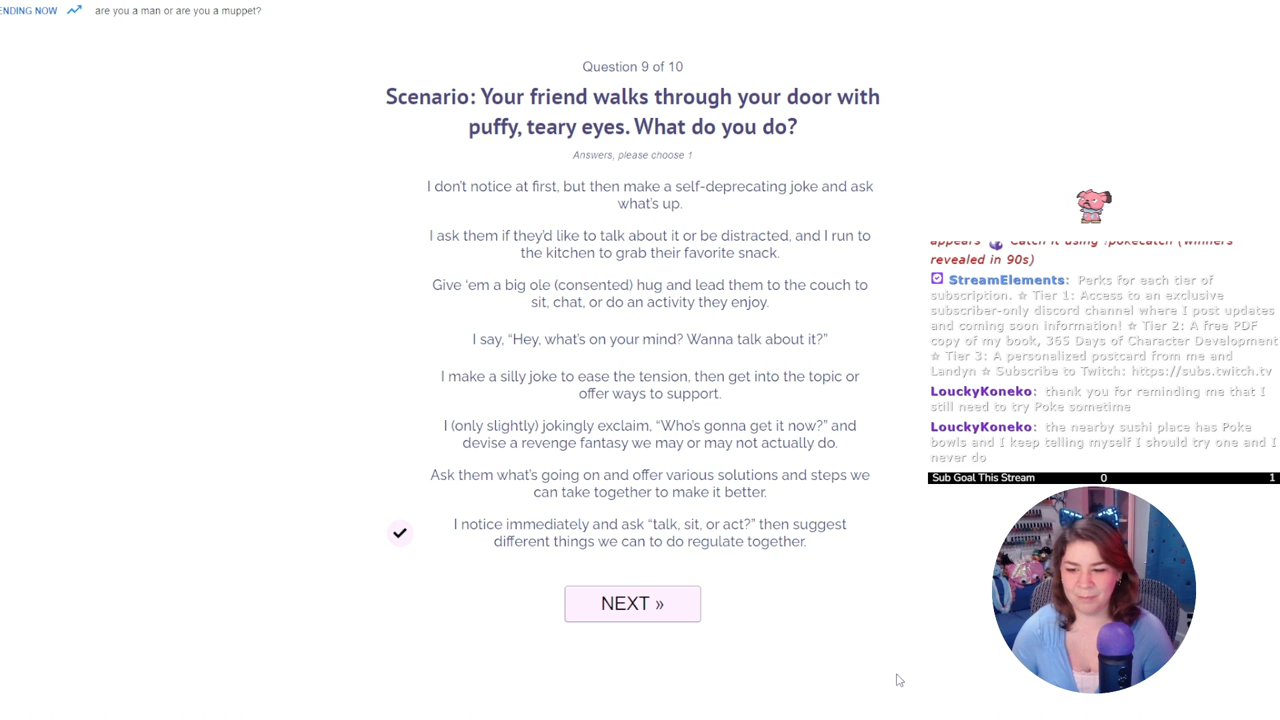 ENDING NOW are you a man or are you a muppet?
Question 9 of 10
Scenario: Your friend walks through your door with
puffy, teary eyes. What do you do?
Answers, please choose 1
I don't notice at first, but then make a self-deprecating joke and ask
what's up.
I ask them if they'd like to talk about it or be distracted, and I run to
the kitchen to grab their favorite snack.
Give ‘em a big ole (consented) hug and lead them to the couch to
sit, chat, or do an activity they enjoy.
I say, “Hey, what's on your mind? Wanna talk about it?”
I make a silly joke to ease the tension, then get into the topic or
offer ways to support.
I (only slightly) jokingly exclaim, “Who's gonna get it now?” and
devise a revenge fantasy we may or may not actually do.
Ask them what's going on and offer various solutions and steps we
can take together to make it better.
I notice immediately and ask “talk, sit, or act?” then suggest
different things we can to do regulate together.
NEXT »
appears Catch it using !pokecatch (winners
revealed in 90s)
StreamElements: Perks for each tier of
subscription. ☆ Tier 1: Access to an exclusive
subscriber-only discord channel where I post updates
and coming soon information! ☆ Tier 2: A free PDF
copy of my book, 365 Days of Character Development
☆ Tier 3: A personalized postcard from me and
Landyn ☆ Subscribe to Twitch: https://subs.twitch.tv
LouckyKoneko: thank you for reminding me that I
still need to try Poke sometime
LouckyKoneko: the nearby sushi place has Poke
bowls and I keep telling myself I should try one and I
never do
Sub Goal This Stream 0 1